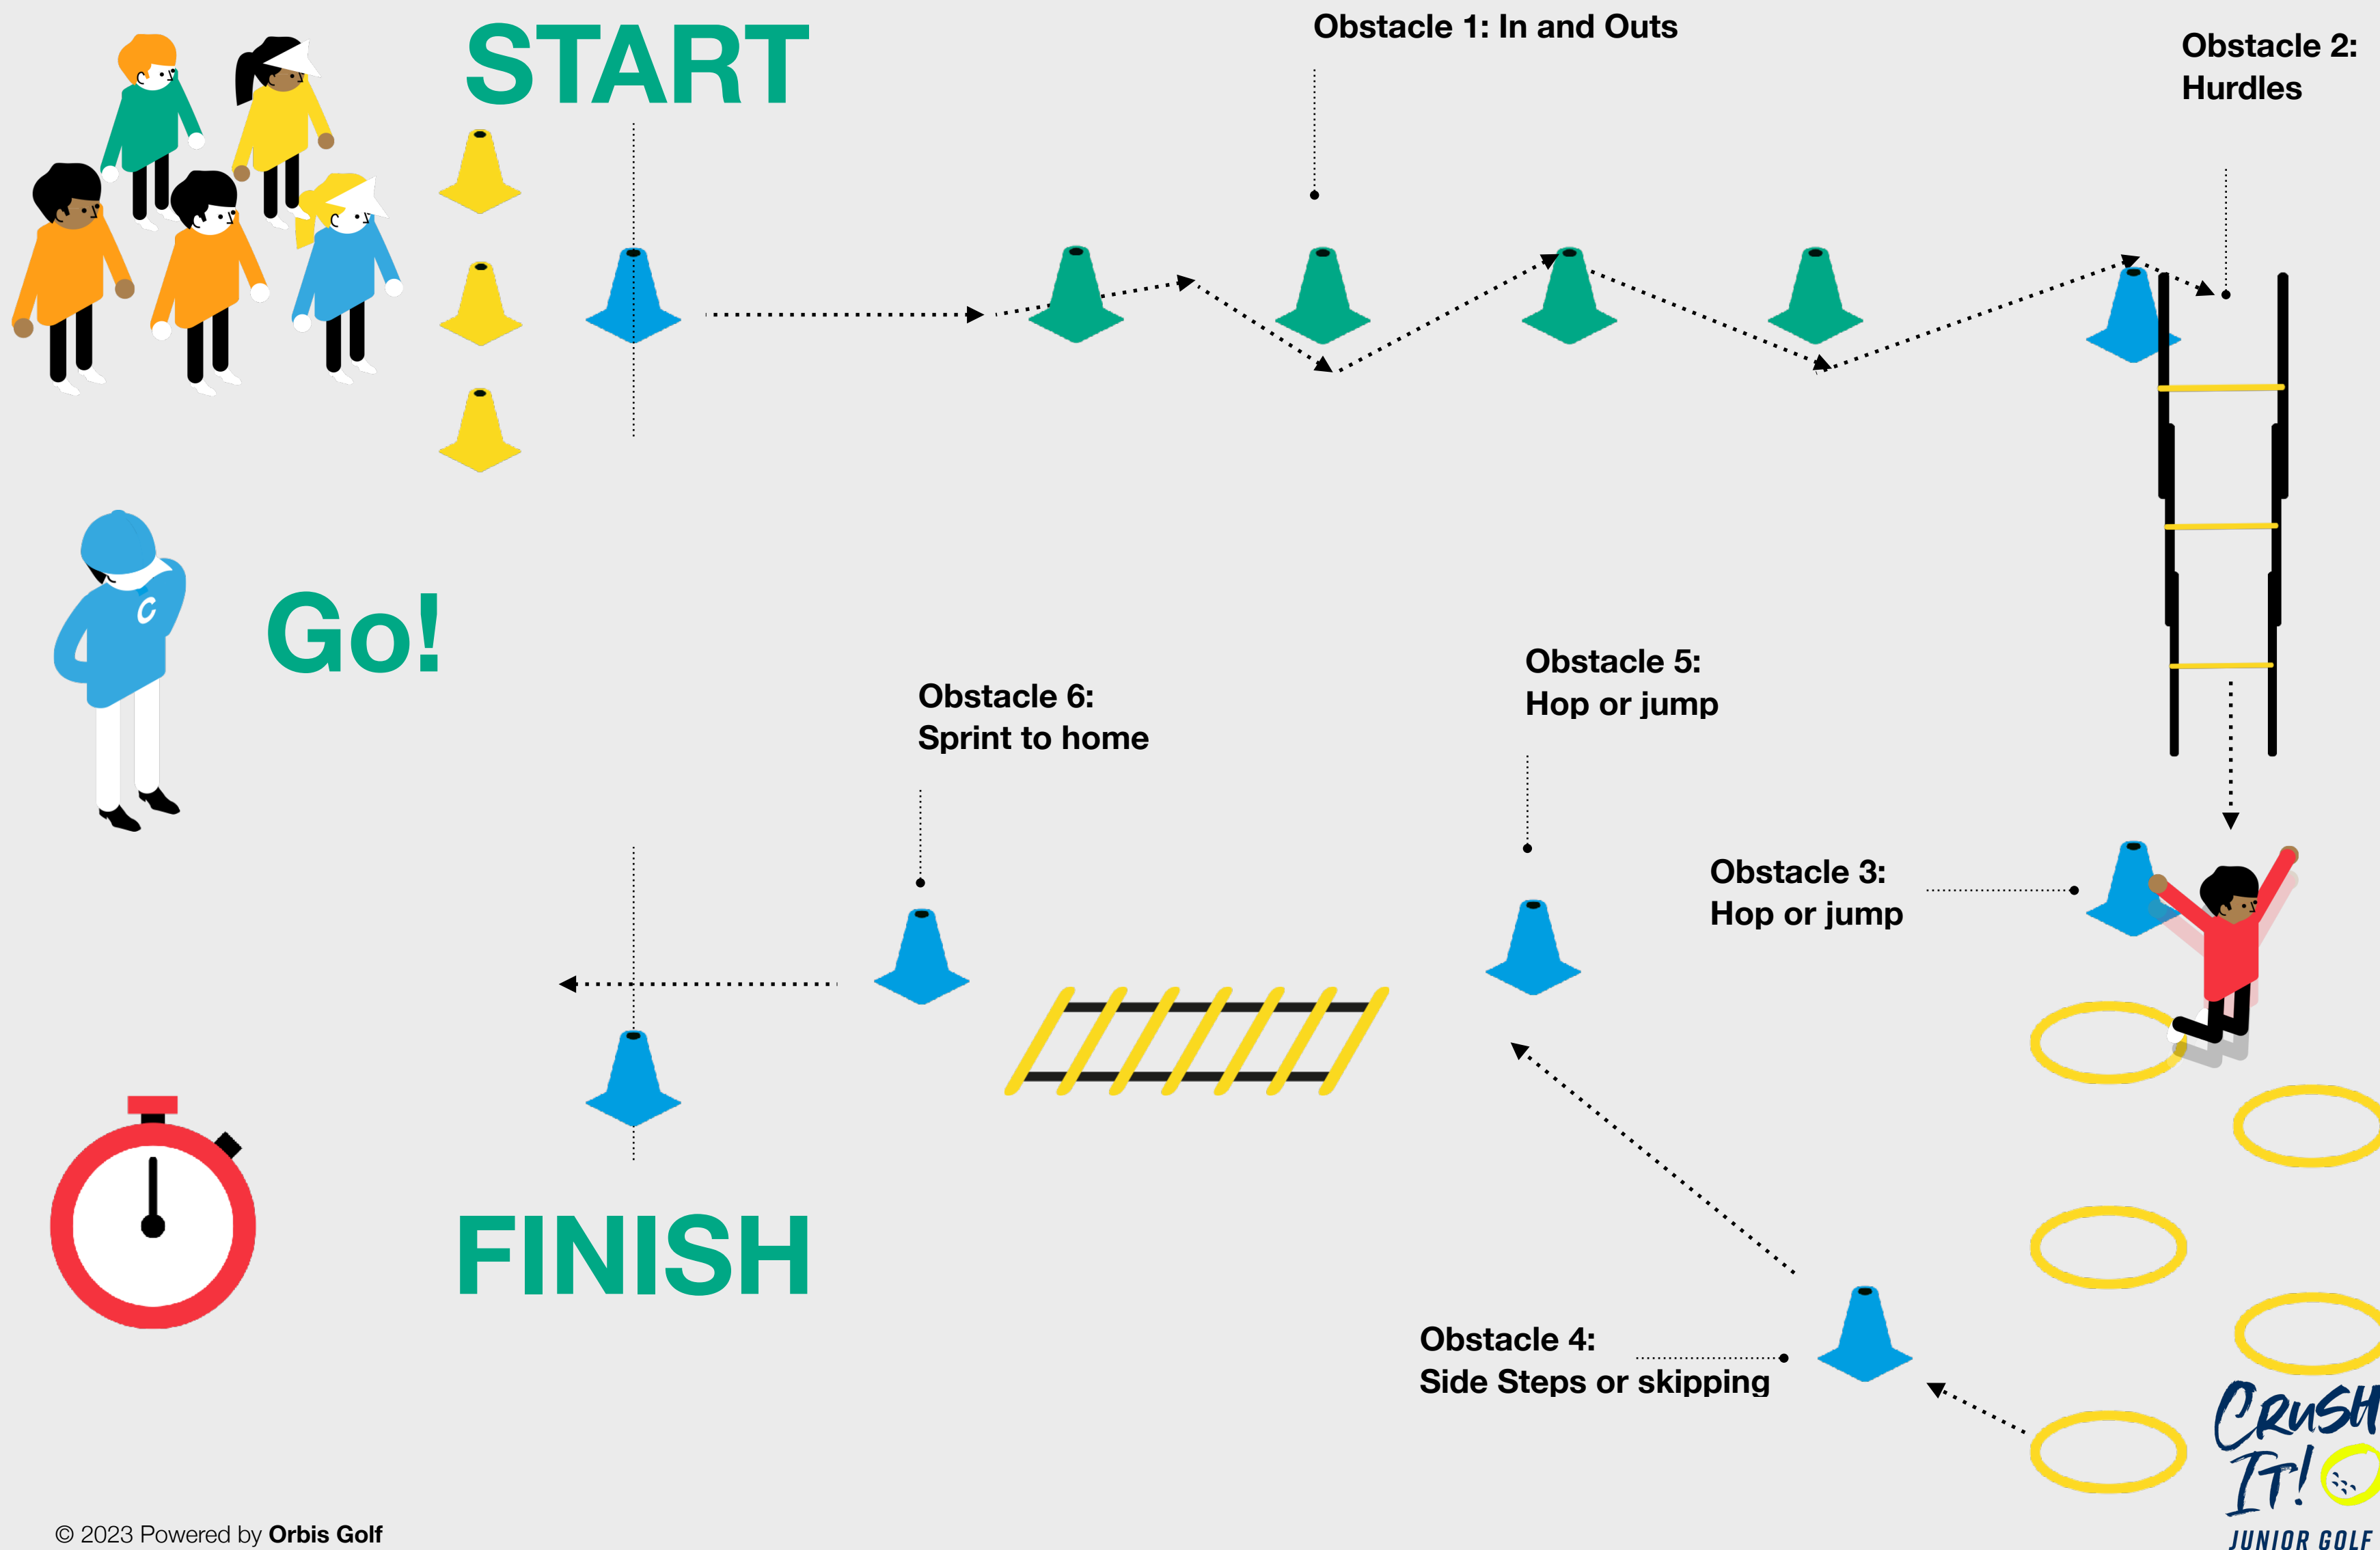 START
Obstacle 1: In and Outs
Obstacle 2:
Hurdles
C
Go!
Obstacle 6:
Sprint to home
Obstacle 5:
Hop or jump
Obstacle 3:
Hop or jump
FINISH
Obstacle 4:
Side Steps or skipping
CRUSH
IT!
JUNIOR GOLF
© 2023 Powered by Orbis Golf